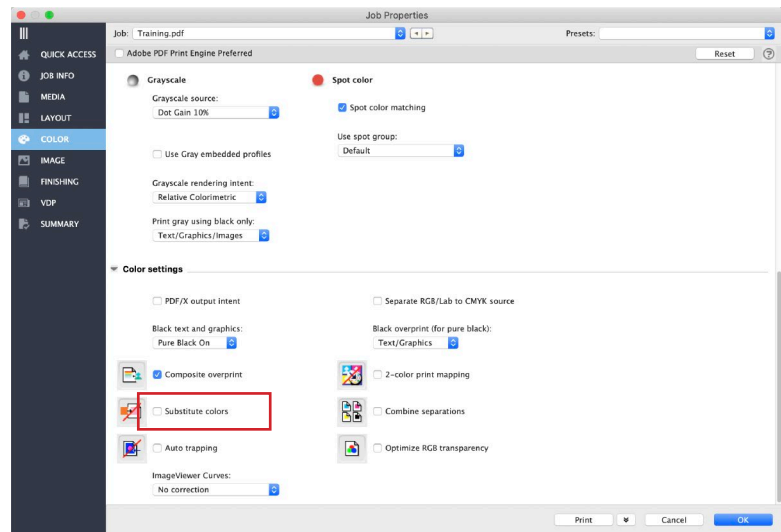 Job Properties
Job: Training.pdf
Presets:
Adobe PDF Print Engine Preferred
Reset
?
QUICK ACCESS
JOB INFO
MEDIA
LAYOUT
COLOR
IMAGE
FINISHING
VDP
SUMMARY
Grayscale
Grayscale source:
Dot Gain 10%
Use Gray embedded profiles
Grayscale rendering intent:
Relative Colorimetric
Print gray using black only:
Text/Graphics/Images
Spot color
Spot color matching
Use spot group:
Default
Color settings
PDF/X output intent
Separate RGB/Lab to CMYK source
Black text and graphics:
Pure Black On
Black overprint (for pure black):
Text/Graphics
Composite overprint
2-color print mapping
Substitute colors
Combine separations
Auto trapping
Optimize RGB transparency
ImageViewer Curves:
No correction
Print
Cancel
OK